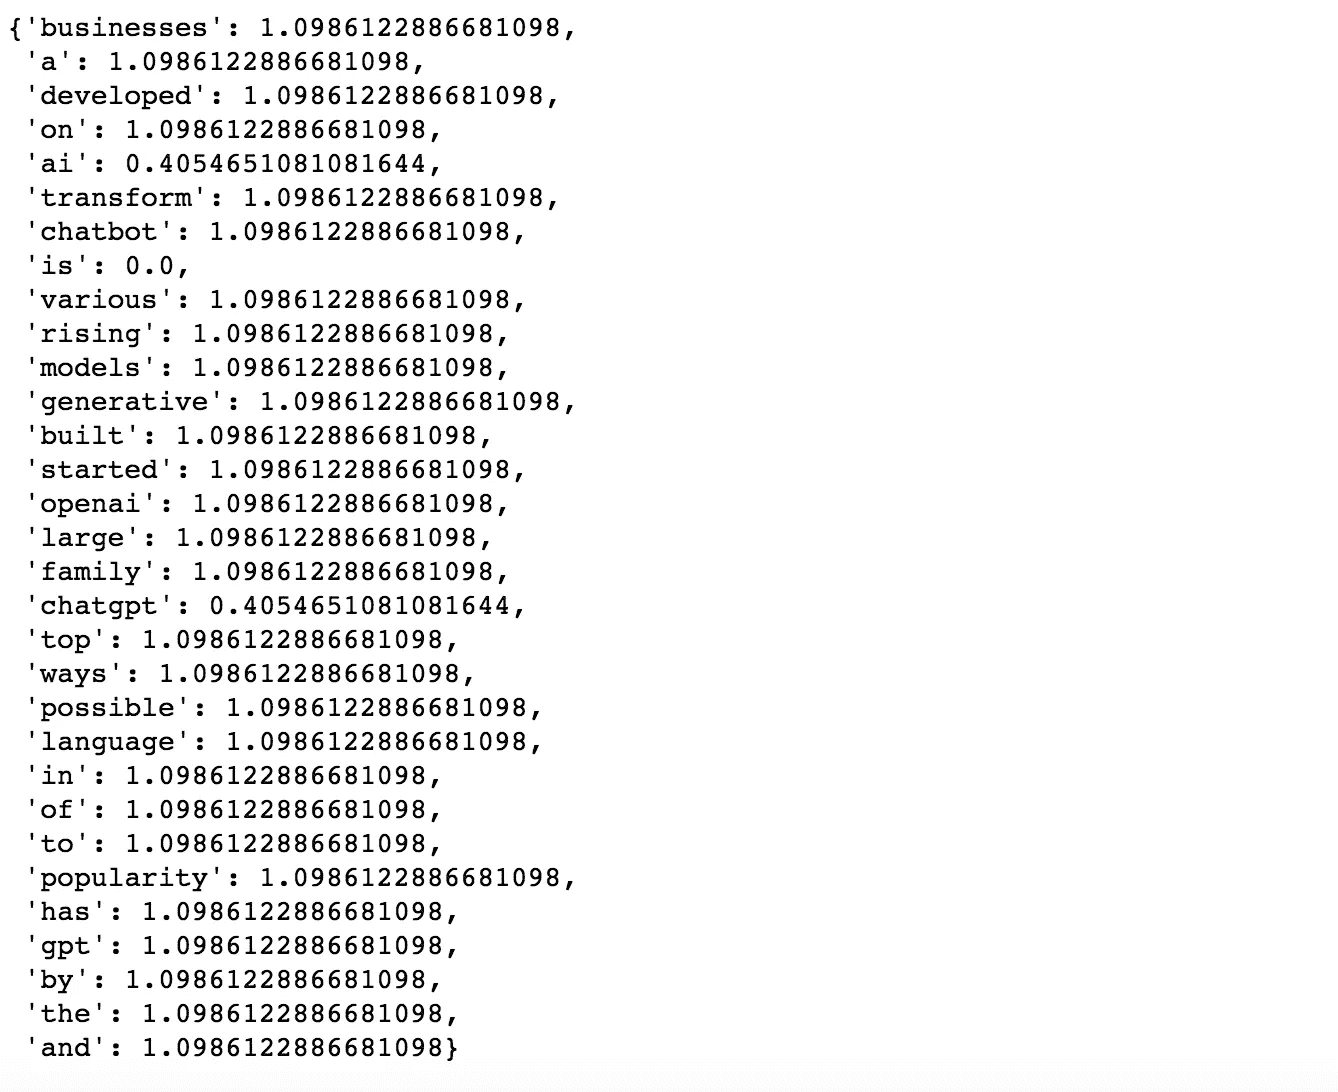 {'businesses': 1.0986122886681098,
'a': 1.0986122886681098,
'developed': 1.0986122886681098,
'on': 1.0986122886681098,
'ai': 0.4054651081081644,
'transform': 1.0986122886681098,
'chatbot': 1.0986122886681098,
'is': 0.0,
'various': 1.0986122886681098,
'rising': 1.0986122886681098,
'models': 1.0986122886681098,
'generative': 1.0986122886681098,
'built': 1.0986122886681098,
'started': 1.0986122886681098,
'openai': 1.0986122886681098,
'large': 1.0986122886681098,
'family': 1.0986122886681098,
'chatgpt': 0.4054651081081644,
'top': 1.0986122886681098,
'ways': 1.0986122886681098,
'possible': 1.0986122886681098,
'language': 1.0986122886681098,
'in': 1.0986122886681098,
'of': 1.0986122886681098,
'to': 1.0986122886681098,
'popularity': 1.0986122886681098,
'has': 1.0986122886681098,
'gpt': 1.0986122886681098,
'by': 1.0986122886681098,
'the': 1.0986122886681098,
'and': 1.0986122886681098}